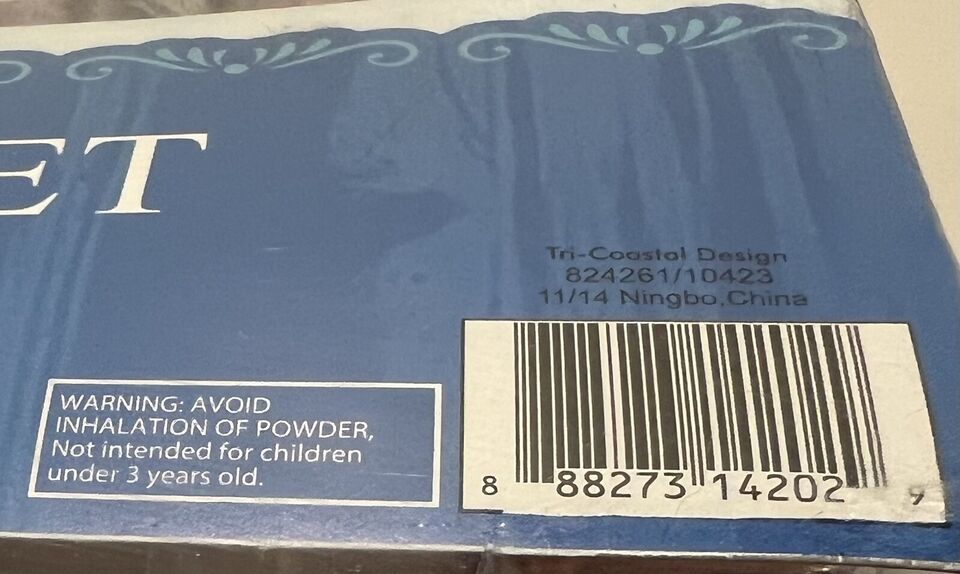 ET
Tri-Coastal Design
824261/10423
11/14 Ningbo,China
WARNING: AVOID
INHALATION OF POWDER,
Not intended for children
under 3 years old.
8 88273 14202 9